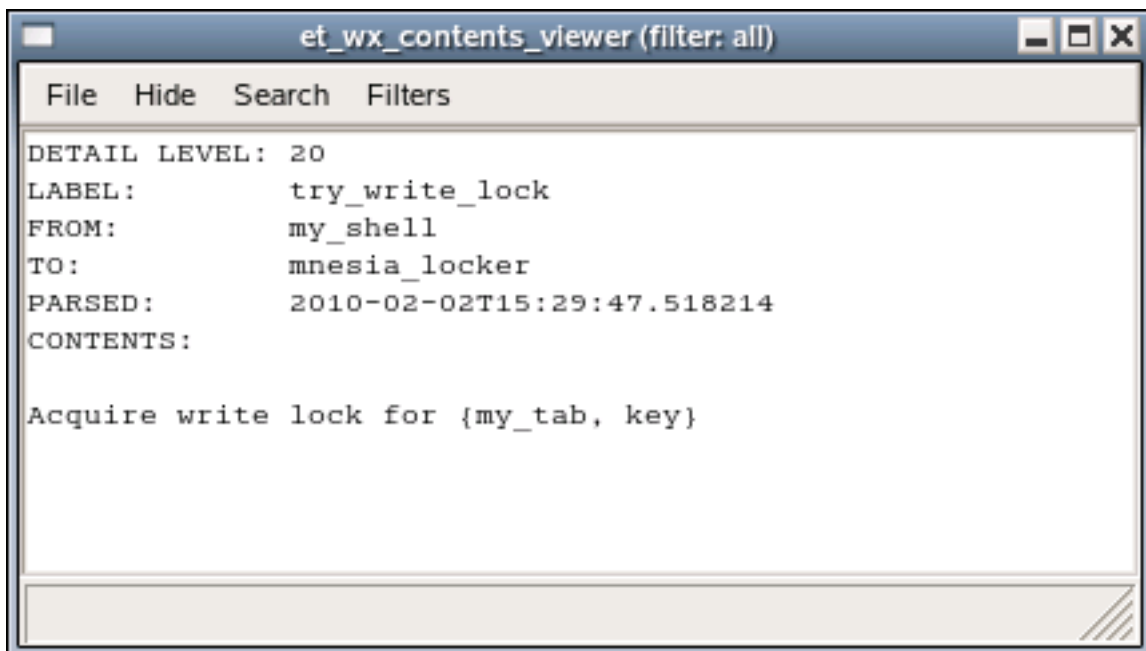 et_wx_contents_viewer (filter: all)
File Hide Search Filters
DETAIL LEVEL: 20
LABEL: try_write_lock
FROM: my_shell
TO: mnesia_locker
PARSED: 2010-02-02T15:29:47.518214
CONTENTS:
Acquire write lock for {my_tab, key}